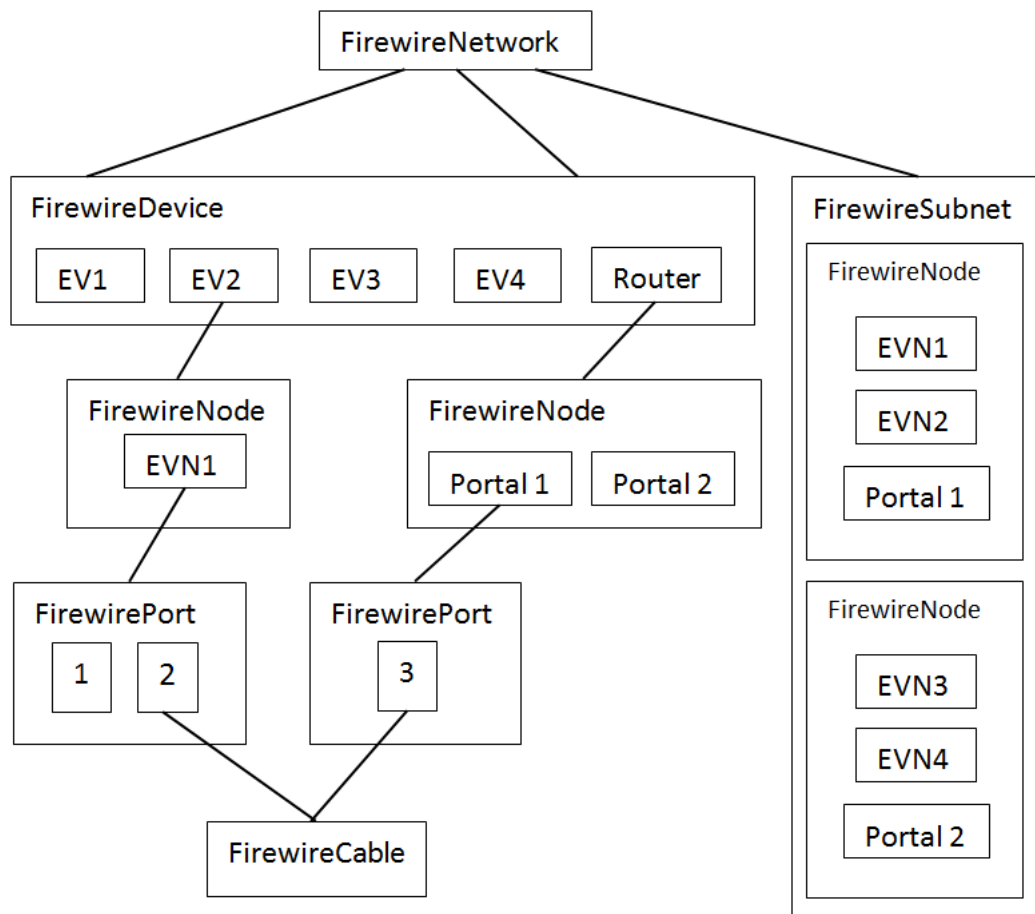 FirewireNetwork
FirewireDevice
EV1 EV2 EV3 EV4 Router
FirewireNode
EVN1
FirewireNode
Portal 1 Portal 2
FirewirePort
1 2
FirewirePort
3
FirewireCable
FirewireSubnet
FirewireNode
EVN1
EVN2
Portal 1
FirewireNode
EVN3
EVN4
Portal 2